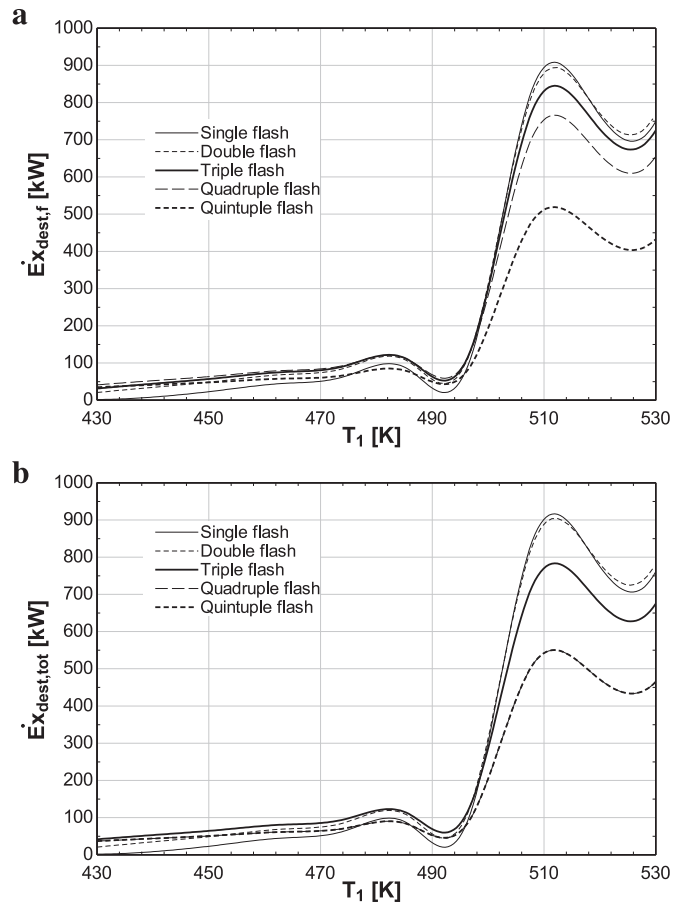 a
1000
900
800
700
600
500
400
300
200
100
0
Ėx_dest,f [kW]
Single flash
Double flash
Triple flash
Quadruple flash
Quintuple flash
430 450 470 490 510 530
T₁ [K]
b
1000
900
800
700
600
500
400
300
200
100
0
Ėx_dest,tot [kW]
Single flash
Double flash
Triple flash
Quadruple flash
Quintuple flash
430 450 470 490 510 530
T₁ [K]